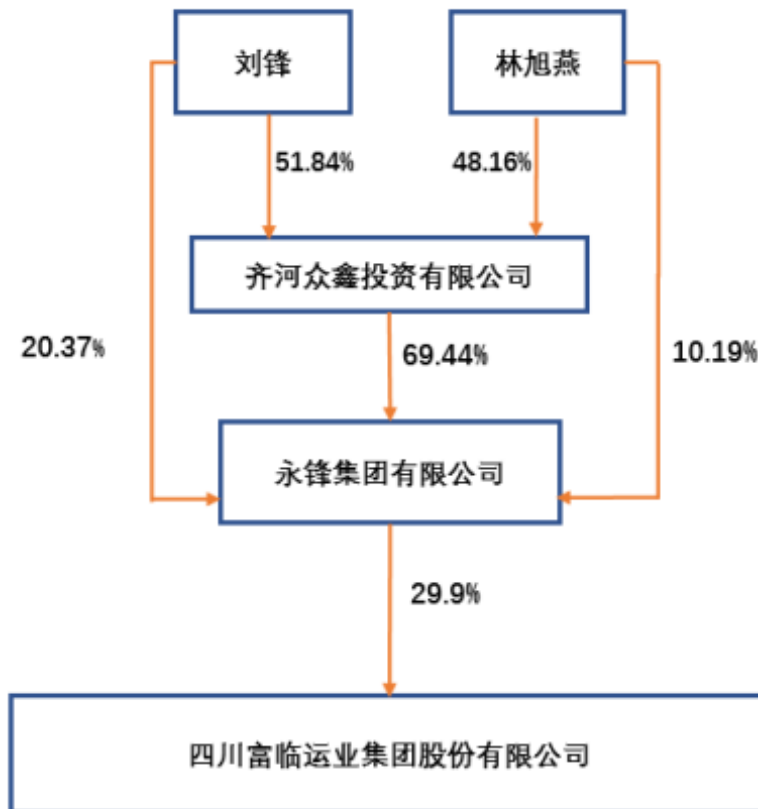 刘锋
林旭燕
51.84%
48.16%
齐河众鑫投资有限公司
20.37%
69.44%
10.19%
永锋集团有限公司
29.9%
四川富临运业集团股份有限公司